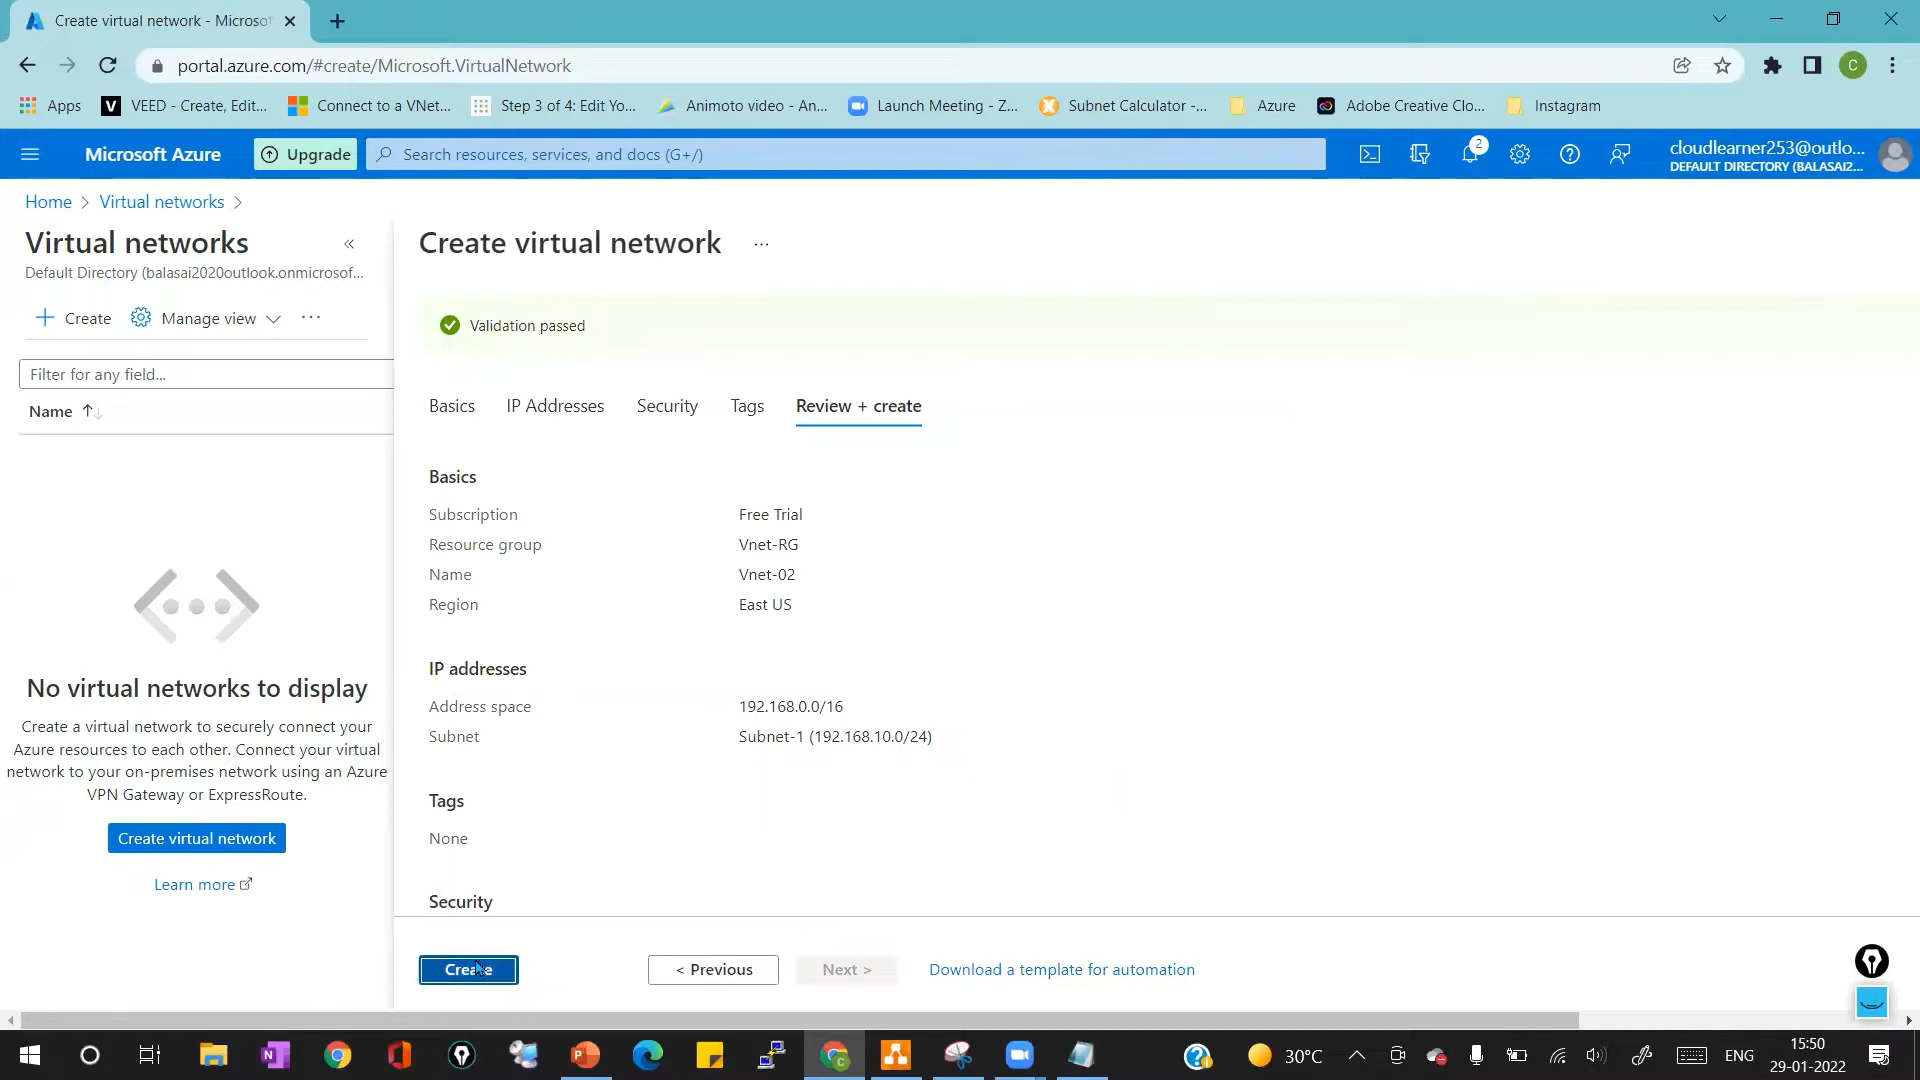 Create virtual network - Microsof
portal.azure.com/#create/Microsoft.VirtualNetwork
C
Apps
VEED - Create, Edit...
Connect to a VNet...
Step 3 of 4: Edit Yo...
Animoto video - An...
Launch Meeting - Z...
Subnet Calculator -...
Azure
Adobe Creative Clo...
Instagram
Microsoft Azure
Upgrade
Search resources, services, and docs (G+/)
2
cloudlearner253@outlo...
DEFAULT DIRECTORY (BALASAI2...
Home > Virtual networks >
Virtual networks
«
Default Directory (balasai2020outlook.onmicrosof...
+ Create
Manage view
...
Filter for any field...
Name ↑↓
No virtual networks to display
Create a virtual network to securely connect your
Azure resources to each other. Connect your virtual
network to your on-premises network using an Azure
VPN Gateway or ExpressRoute.
Create virtual network
Learn more
Create virtual network
...
Validation passed
Basics
IP Addresses
Security
Tags
Review + create
Basics
Subscription Free Trial
Resource group Vnet-RG
Name Vnet-02
Region East US
IP addresses
Address space 192.168.0.0/16
Subnet Subnet-1 (192.168.10.0/24)
Tags
None
Security
Create
< Previous
Next >
Download a template for automation
30°C
ENG
15:50
29-01-2022